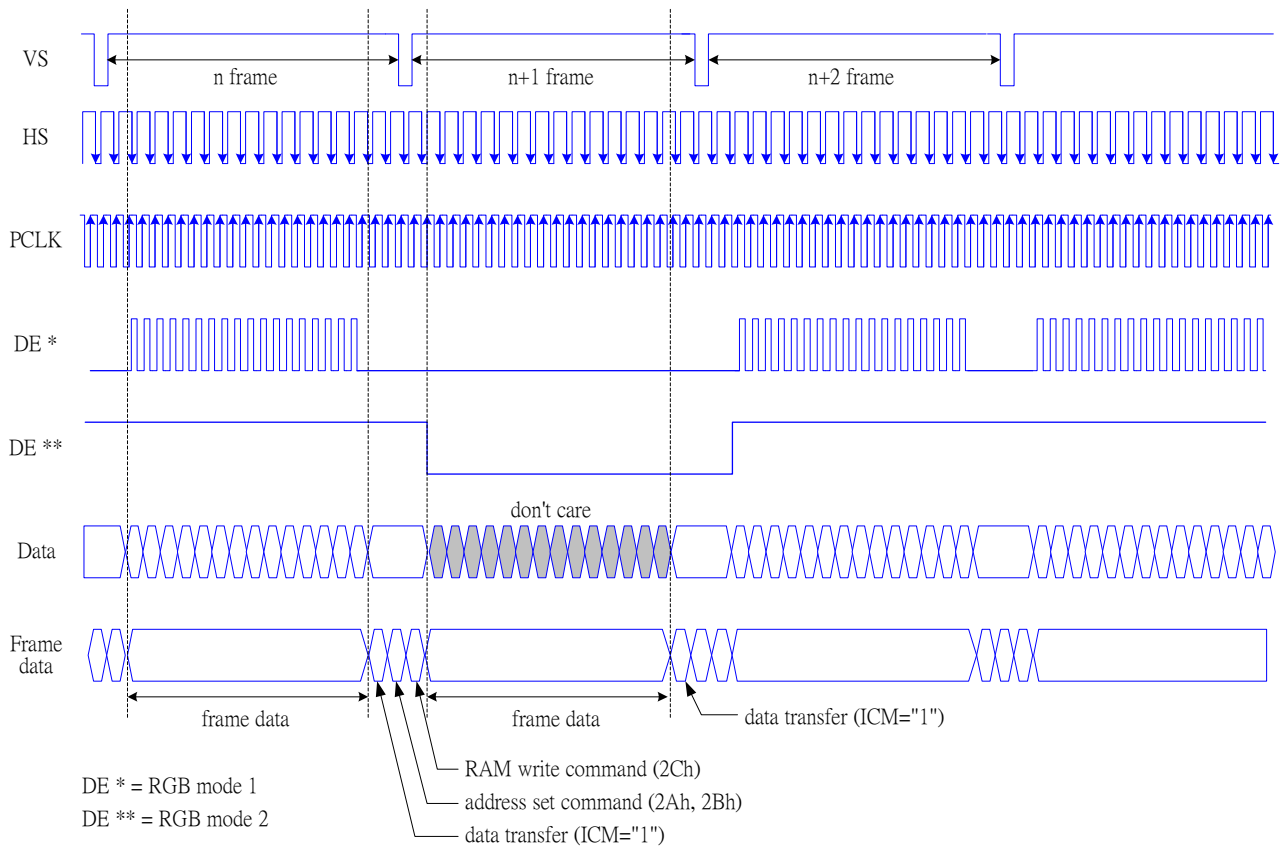 VS
n frame
n+1 frame
n+2 frame
HS
PCLK
DE *
DE **
don't care
Data
Frame
data
frame data
frame data
data transfer (ICM="1")
RAM write command (2Ch)
address set command (2Ah, 2Bh)
data transfer (ICM="1")
DE * = RGB mode 1
DE ** = RGB mode 2